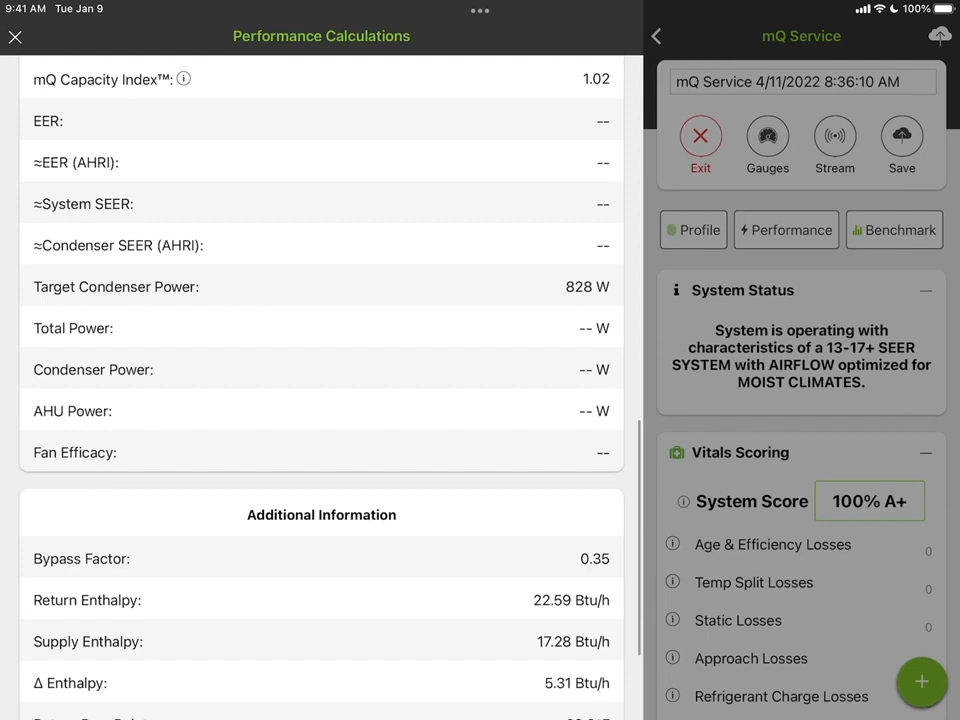 9:41 AM Tue Jan 9
100%
Performance Calculations
mQ Capacity Index™: 1.02
EER: --
≈EER (AHRI): --
≈System SEER: --
≈Condenser SEER (AHRI): --
Target Condenser Power: 828 W
Total Power: -- W
Condenser Power: -- W
AHU Power: -- W
Fan Efficacy: --
Additional Information
Bypass Factor: 0.35
Return Enthalpy: 22.59 Btu/h
Supply Enthalpy: 17.28 Btu/h
Δ Enthalpy: 5.31 Btu/h
mQ Service
mQ Service 4/11/2022 8:36:10 AM
Exit Gauges Stream Save
Profile Performance Benchmark
System Status
System is operating with
characteristics of a 13-17+ SEER
SYSTEM with AIRFLOW optimized for
MOIST CLIMATES.
Vitals Scoring
System Score 100% A+
Age & Efficiency Losses 0
Temp Split Losses 0
Static Losses 0
Approach Losses
Refrigerant Charge Losses